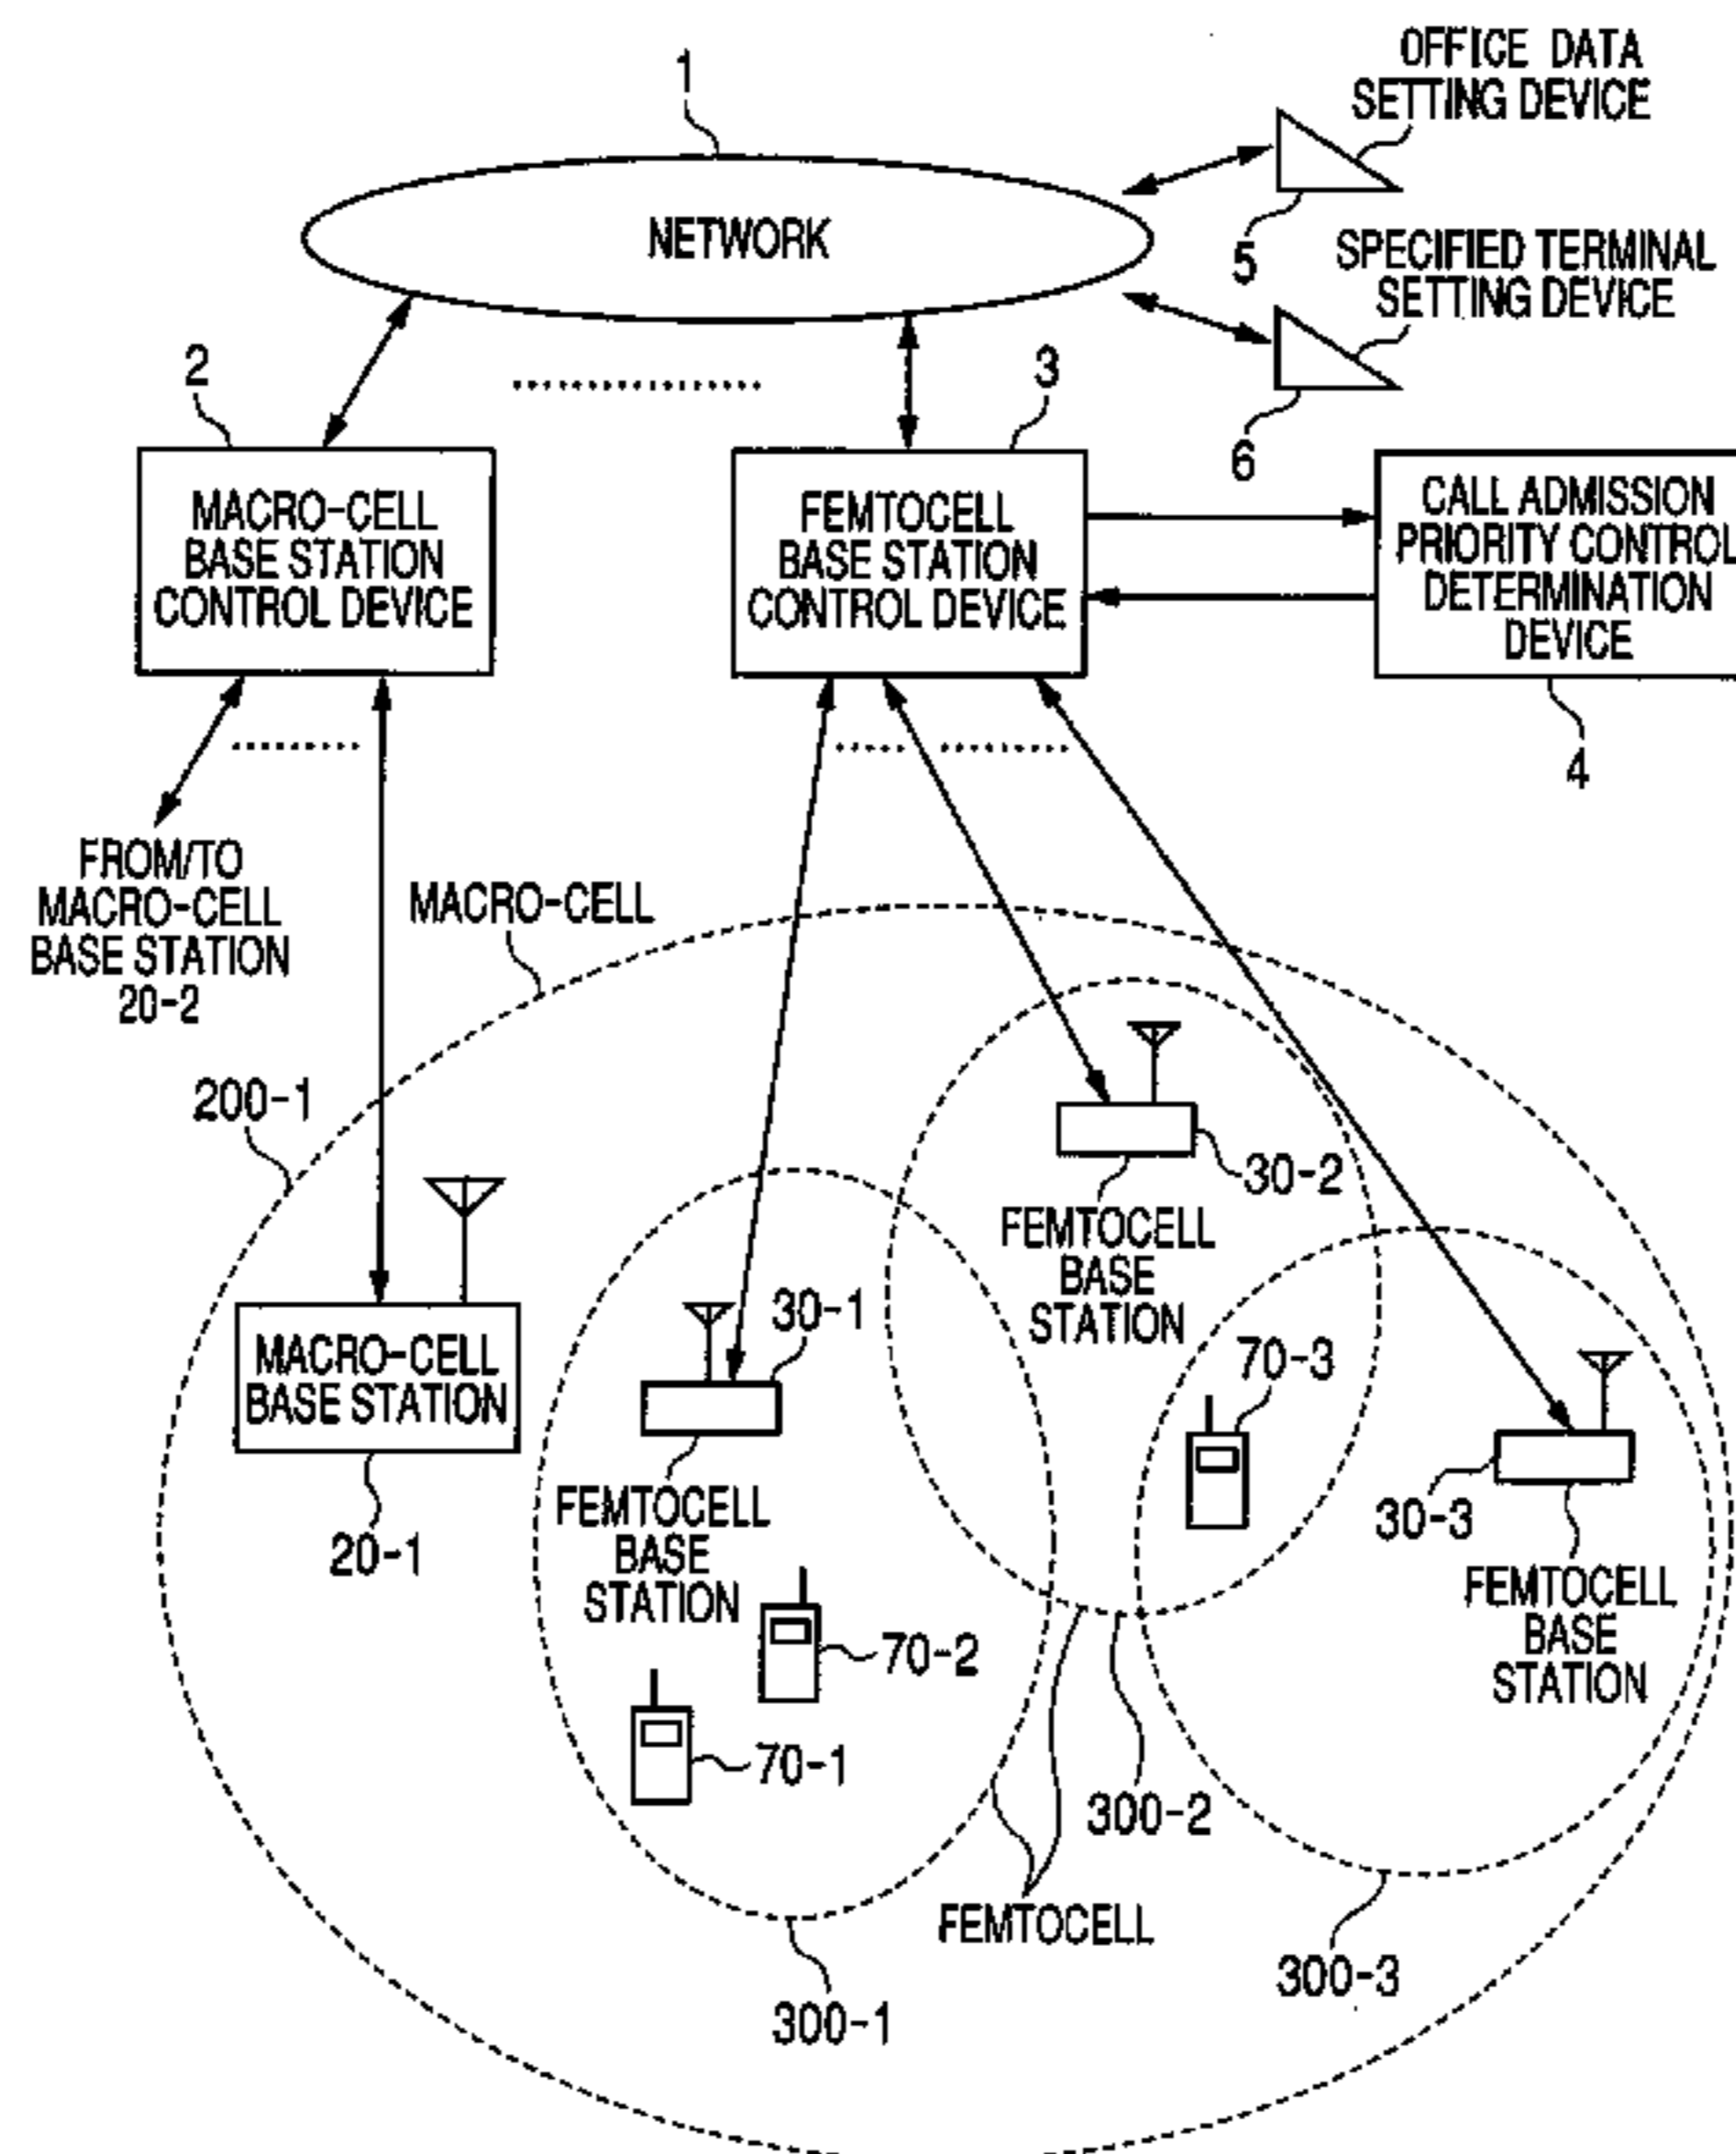 OFFICE DATA
SETTING DEVICE
1
NETWORK
5
SPECIFIED TERMINAL
SETTING DEVICE
6
2
3
MACRO-CELL
BASE STATION
CONTROL DEVICE
FEMTOCELL
BASE STATION
CONTROL DEVICE
CALL ADMISSION
PRIORITY CONTROL
DETERMINATION
DEVICE
4
FROM/TO
MACRO-CELL
BASE STATION
20-2
MACRO-CELL
200-1
30-2
FEMTOCELL
BASE
STATION
30-1
MACRO-CELL
BASE STATION
20-1
FEMTOCELL
BASE
STATION
70-3
30-3
FEMTOCELL
BASE
STATION
70-2
70-1
300-2
FEMTOCELL
300-3
300-1